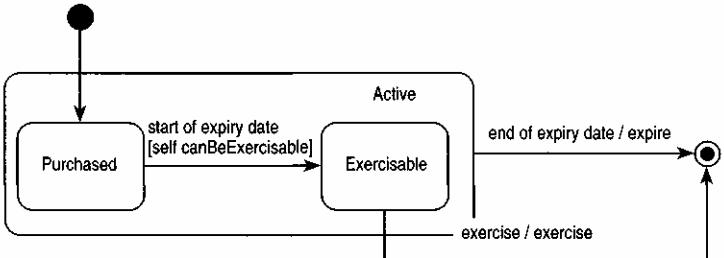 Active
start of expiry date
[self canBeExercisable]
end of expiry date / expire
Purchased
Exercisable
exercise / exercise